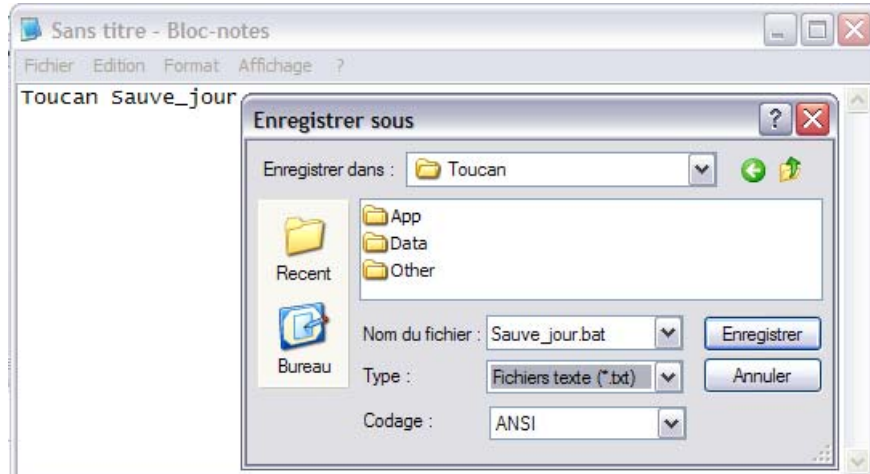 Sans titre - Bloc-notes
Fichier Edition Format Affichage ?
Toucan Sauve_jour
Enregistrer sous
?
Enregistrer dans : Toucan
App
Data
Other
Recent
Bureau
Nom du fichier : Sauve_jour.bat Enregistrer
Type : Fichiers texte (*.txt) Annuler
Codage : ANSI